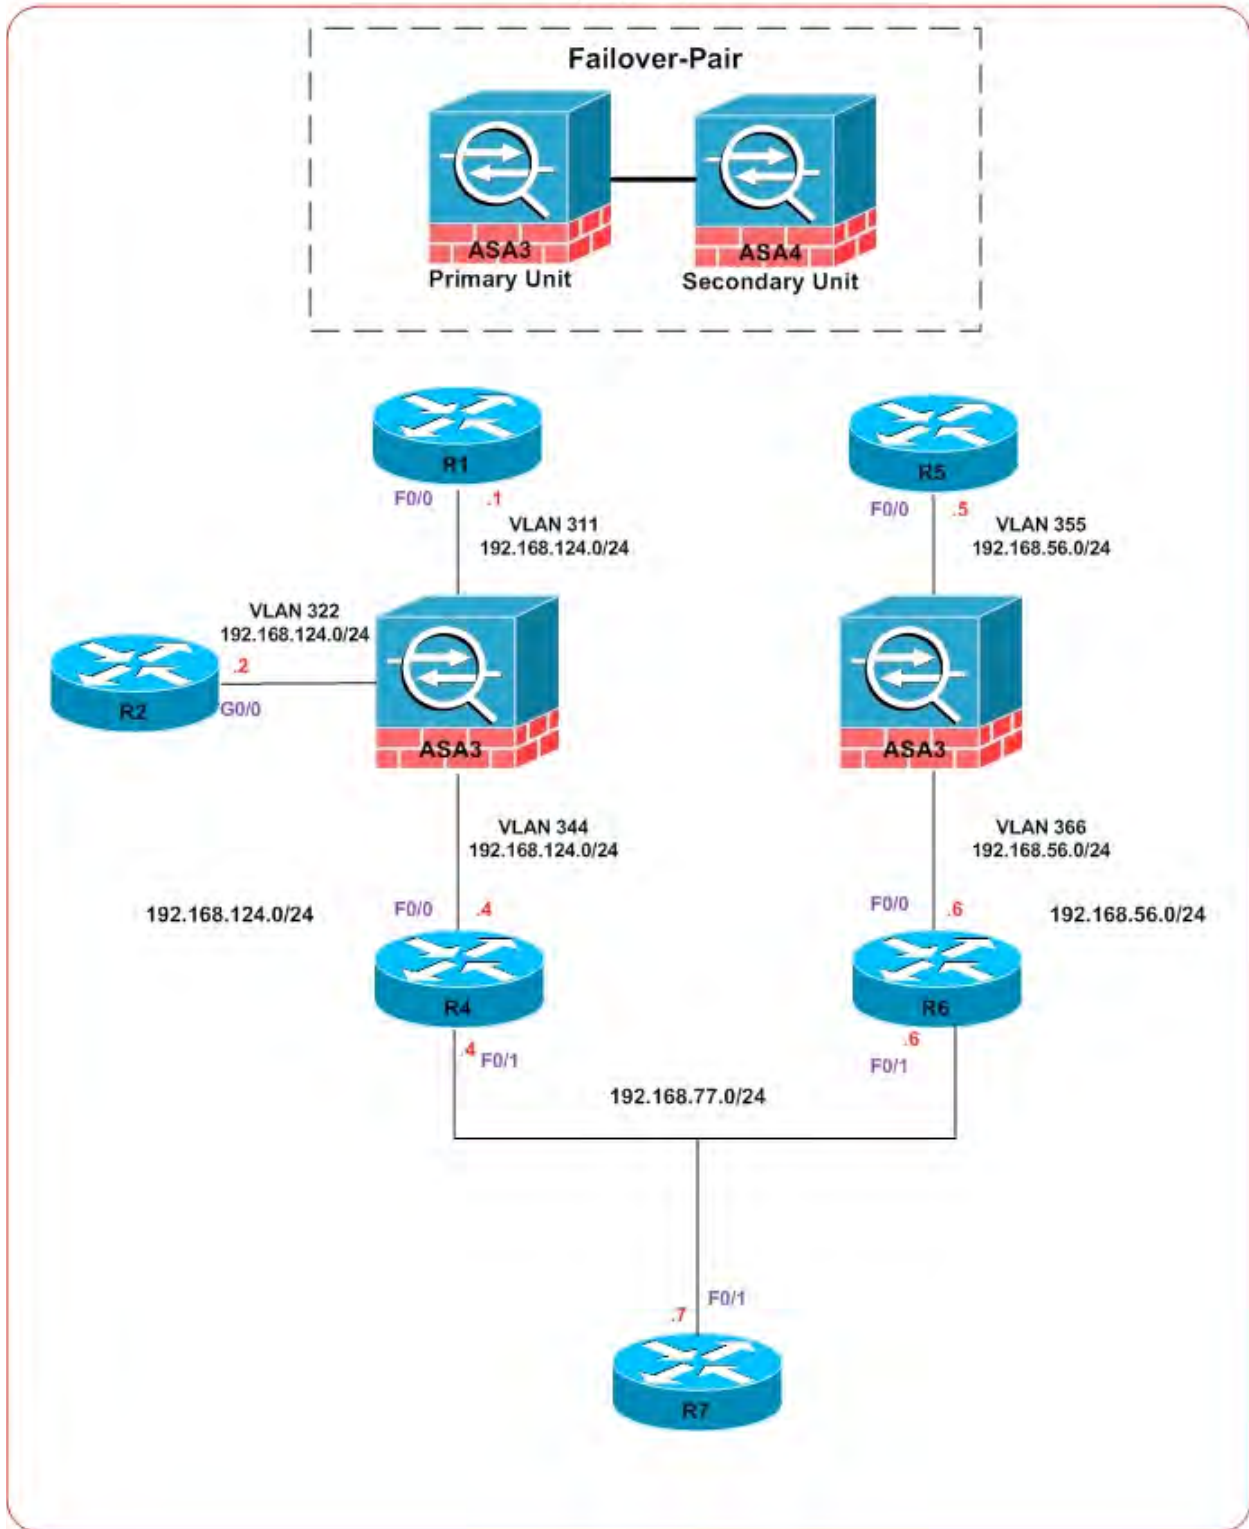 Failover-Pair
ASA3
ASA4
Primary Unit
Secondary Unit
R1
R5
F0/0
.1
F0/0
.5
VLAN 311
192.168.124.0/24
VLAN 355
192.168.56.0/24
VLAN 322
192.168.124.0/24
.2
R2
G0/0
ASA3
ASA3
VLAN 344
192.168.124.0/24
VLAN 366
192.168.56.0/24
192.168.124.0/24
F0/0
.4
F0/0
.6
192.168.56.0/24
R4
R6
.4
F0/1
.6
F0/1
192.168.77.0/24
F0/1
.7
R7